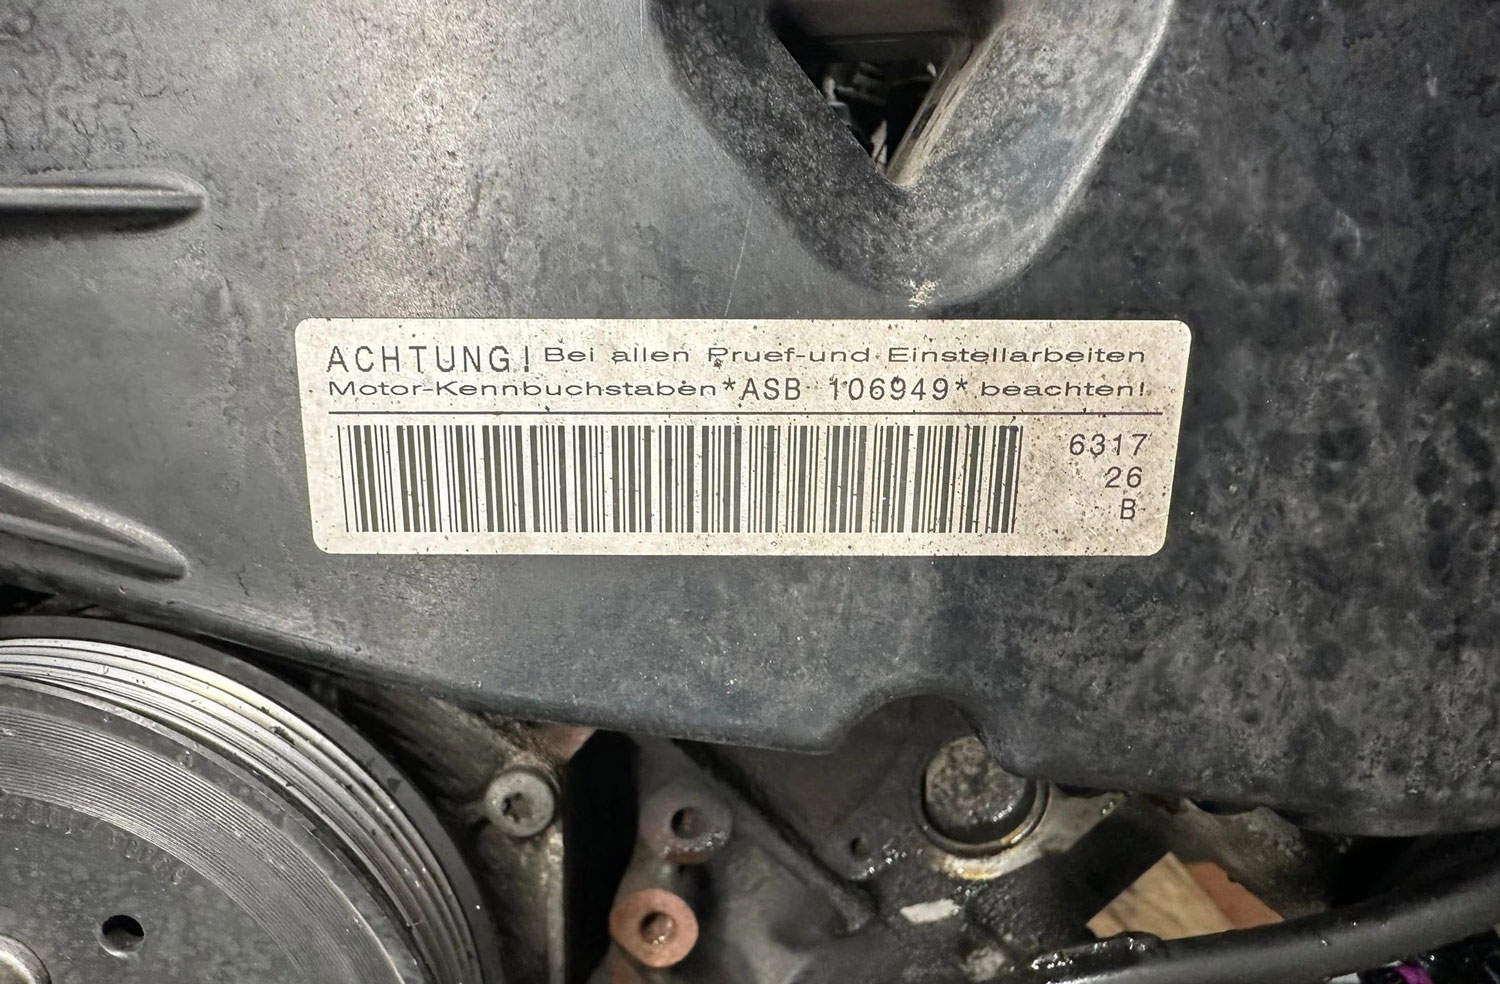 ACHTUNG! Bei allen Pruef-und Einstellarbeiten
Motor-Kennbuchstaben *ASB 106949* beachten!
6317
26
B